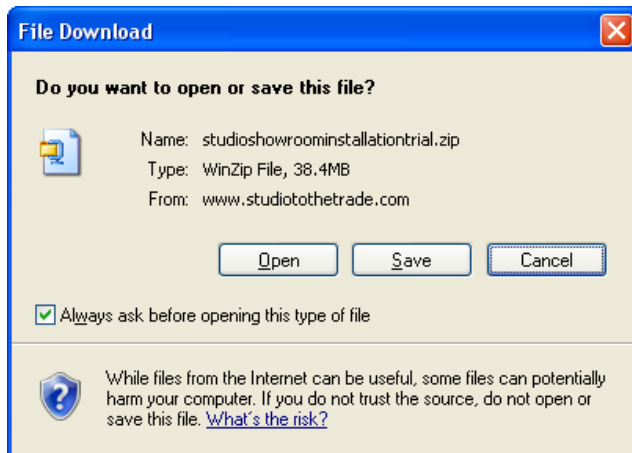 File Download
Do you want to open or save this file?
Name: studioshowroominstallationtrial.zip
Type: WinZip File, 38.4MB
From: www.studiotothetrade.com
Open Save Cancel
Always ask before opening this type of file
While files from the Internet can be useful, some files can potentially
harm your computer. If you do not trust the source, do not open or
save this file. What's the risk?